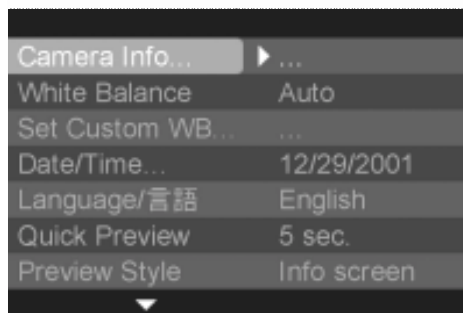 Camera Info... ...
White Balance Auto
Set Custom WB... ...
Date/Time... 12/29/2001
Language/言語 English
Quick Preview 5 sec.
Preview Style Info screen